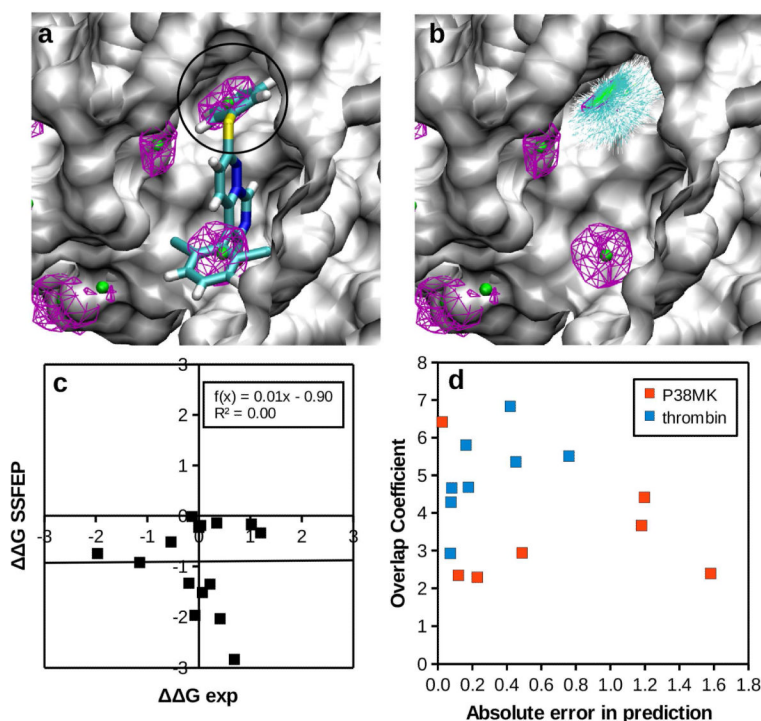 a
b
c
3
2
1
0
-1
-2
-3
-3 -2 -1 0 1 2 3
f(x) = 0.01x - 0.90
R² = 0.00
ΔΔG SSFEP
ΔΔG exp
d
8
7
6
5
4
3
2
1
0
0.0 0.2 0.4 0.6 0.8 1.0 1.2 1.4 1.6 1.8
P38MK
thrombin
Overlap Coefficient
Absolute error in prediction